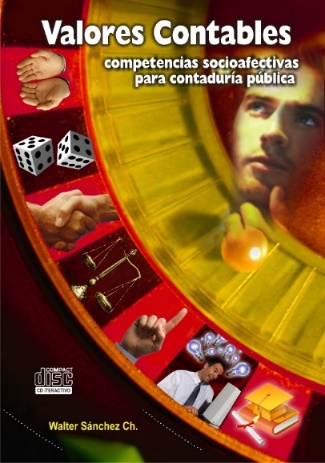 Valores Contables
competencias socioafectivas
para contaduría pública
COMPACT
disc
CD INTERACTIVO
Walter Sánchez Ch.